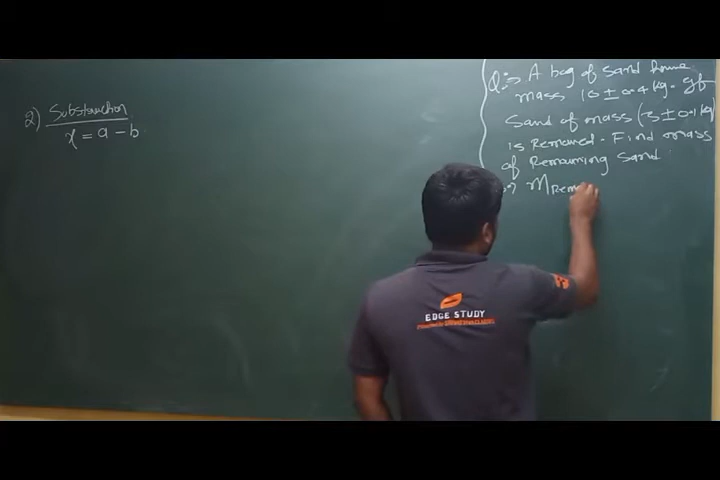 2) Substraction
x = a - b
Q:⇒ A bag of Sand have
mass 10 ± 0.4 kg. If
Sand of mass (3 ± 0.1 kg)
is Removed. Find mass
of Remaining Sand.
⇒ M Rem
EDGE STUDY